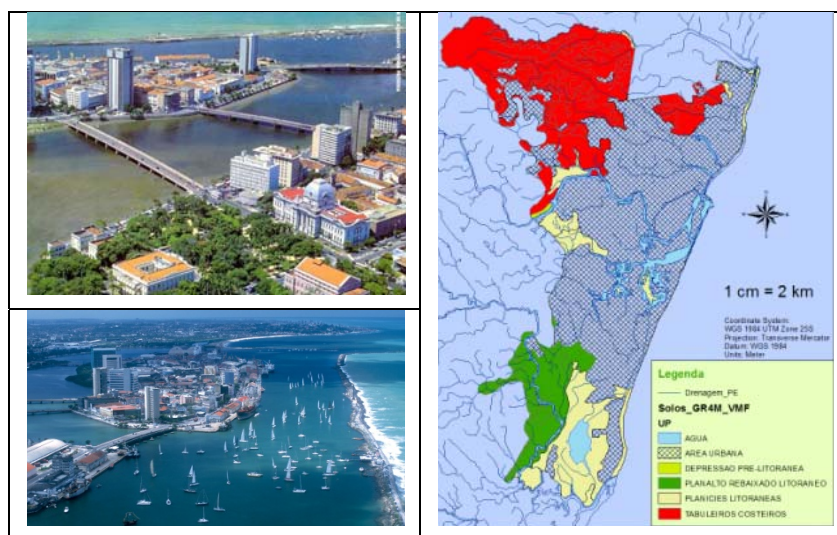 1 cm = 2 km
Coordinate System:
WGS 1984 UTM Zone 25S
Projection: Transverse Mercator
Datum: WGS 1984
Units: Meter
Legenda
Drenagem_PE
Solos_GR4M_VMF
UP
AGUA
AREA URBANA
DEPRESSAO PRE-LITORANEA
PLANALTO REBAIXADO LITORANEO
PLANICIES LITORANEAS
TABULEIROS COSTEIROS